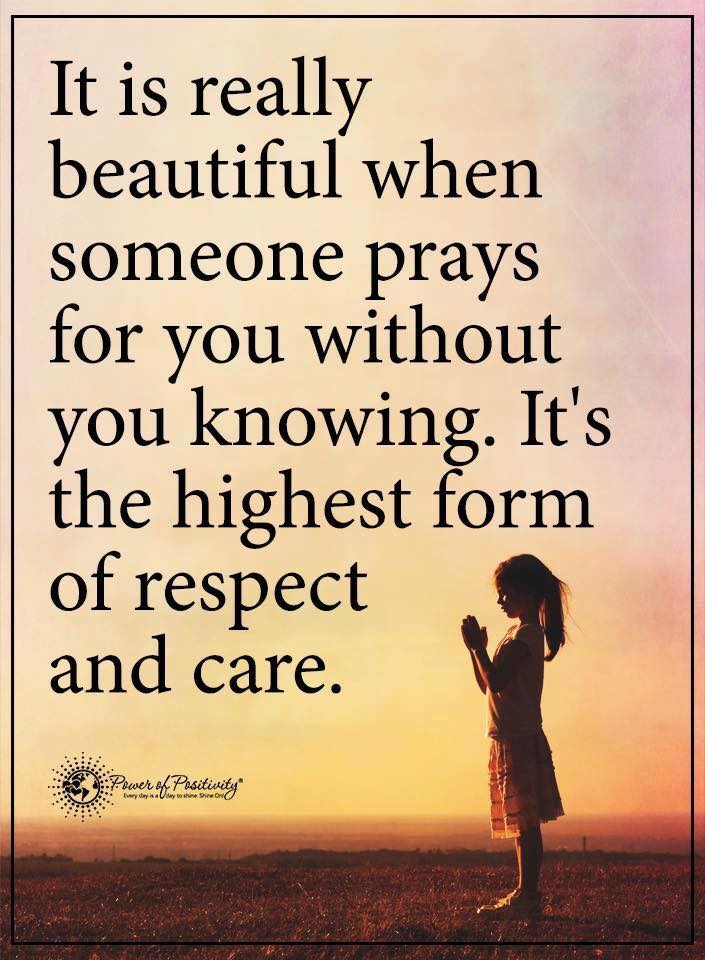 It is really
beautiful when
someone prays
for you without
you knowing. It's
the highest form
of respect
and care.
Power of Positivity®
Every day is a day to shine. Shine On!